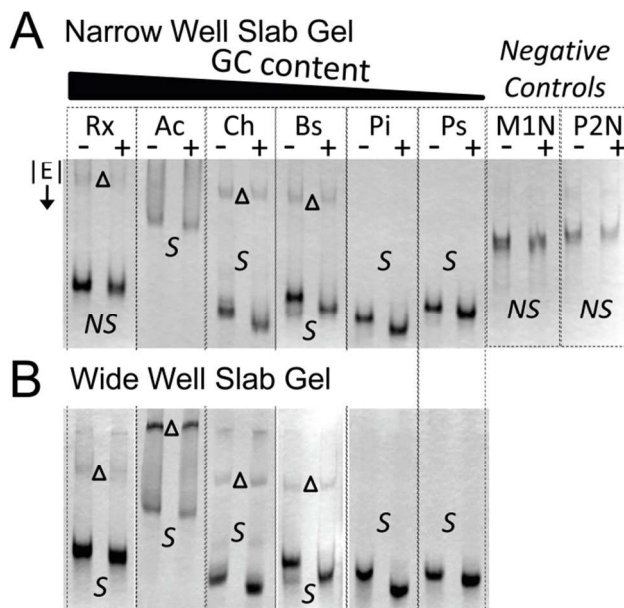 A Narrow Well Slab Gel
GC content
Negative Controls
Rx Ac Ch Bs Pi Ps M1N P2N
- + - + - + - + - + - + - + - +
|E|
Δ Δ Δ
S S S S
NS S NS NS
B Wide Well Slab Gel
Δ
Δ Δ Δ
S S S S
S S